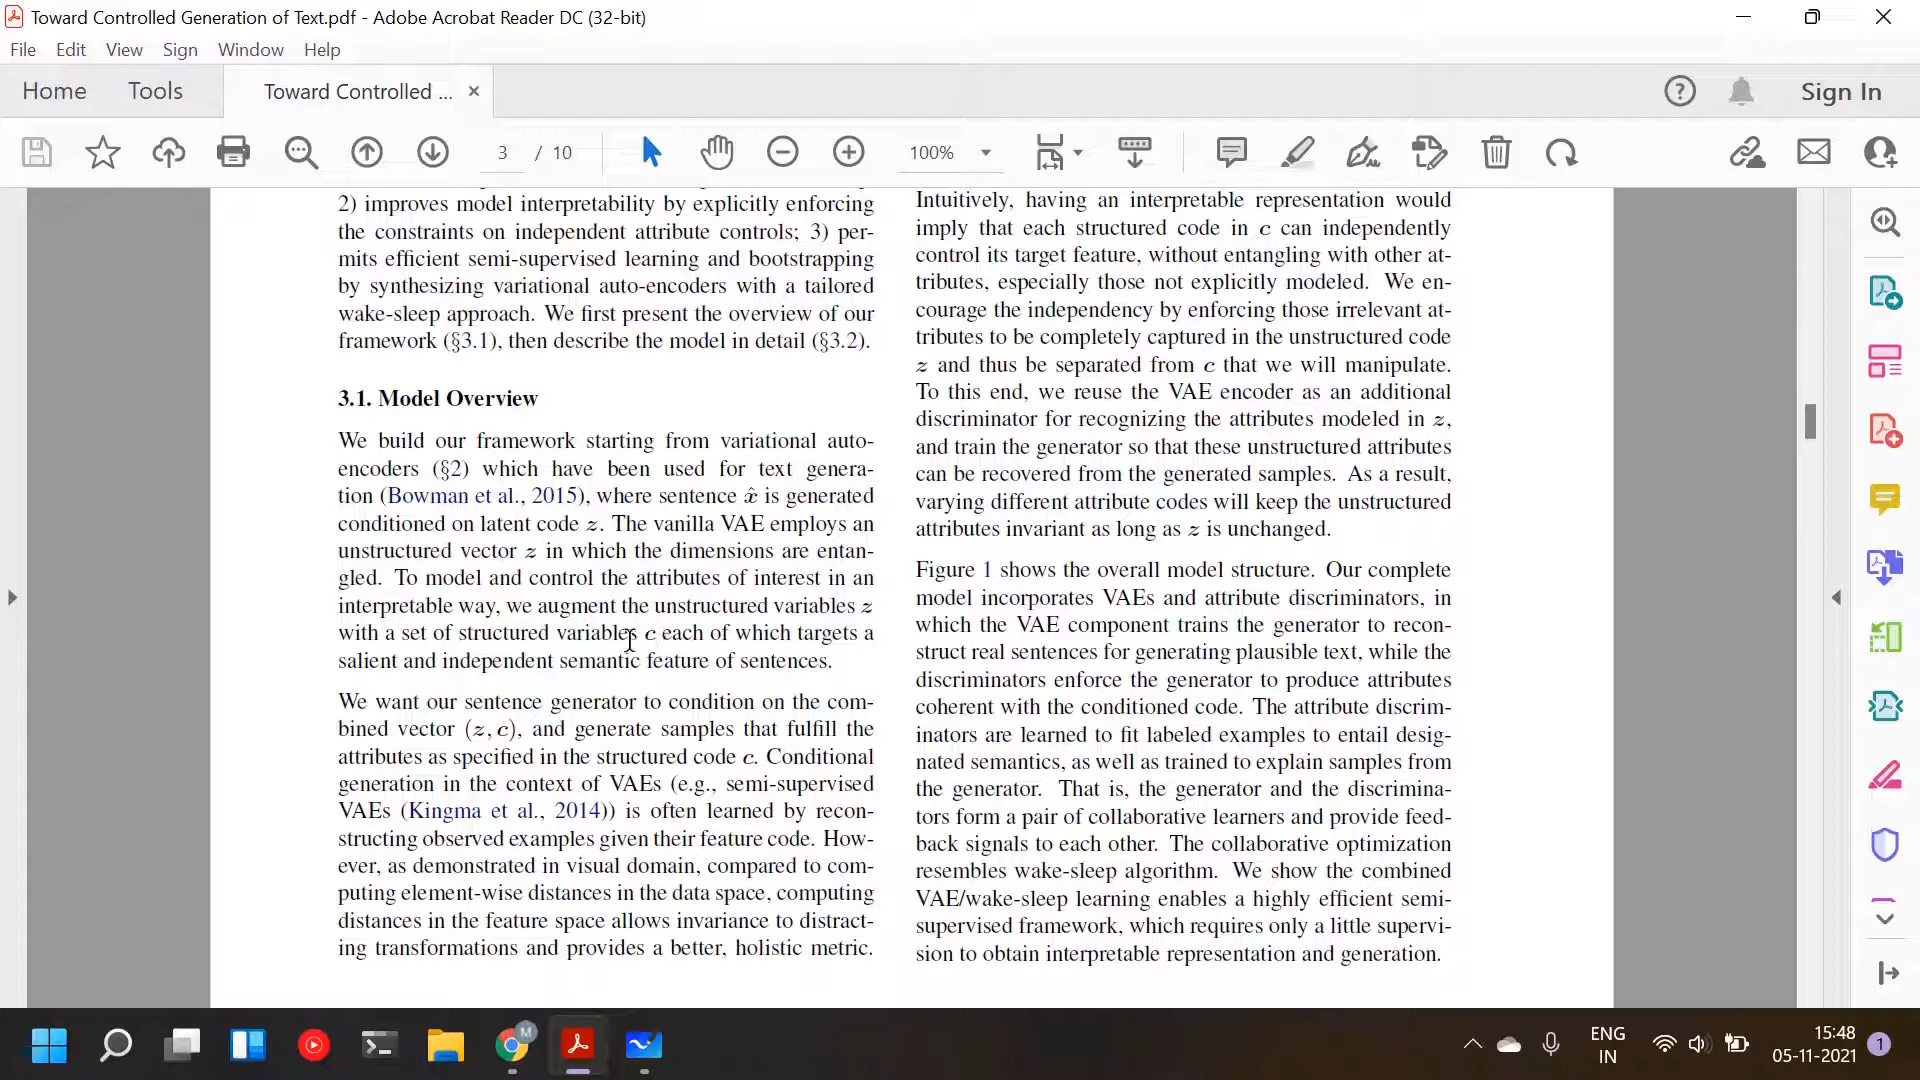 Toward Controlled Generation of Text.pdf - Adobe Acrobat Reader DC (32-bit)
File Edit View Sign Window Help
Home Tools Toward Controlled ... × Sign In
3 / 10 100%
2) improves model interpretability by explicitly enforcing
the constraints on independent attribute controls; 3) per-
mits efficient semi-supervised learning and bootstrapping
by synthesizing variational auto-encoders with a tailored
wake-sleep approach. We first present the overview of our
framework (§3.1), then describe the model in detail (§3.2).
3.1. Model Overview
We build our framework starting from variational auto-
encoders (§2) which have been used for text genera-
tion (Bowman et al., 2015), where sentence x̂ is generated
conditioned on latent code z. The vanilla VAE employs an
unstructured vector z in which the dimensions are entan-
gled. To model and control the attributes of interest in an
interpretable way, we augment the unstructured variables z
with a set of structured variables c each of which targets a
salient and independent semantic feature of sentences.
We want our sentence generator to condition on the com-
bined vector (z, c), and generate samples that fulfill the
attributes as specified in the structured code c. Conditional
generation in the context of VAEs (e.g., semi-supervised
VAEs (Kingma et al., 2014)) is often learned by recon-
structing observed examples given their feature code. How-
ever, as demonstrated in visual domain, compared to com-
puting element-wise distances in the data space, computing
distances in the feature space allows invariance to distract-
ing transformations and provides a better, holistic metric.
Intuitively, having an interpretable representation would
imply that each structured code in c can independently
control its target feature, without entangling with other at-
tributes, especially those not explicitly modeled. We en-
courage the independency by enforcing those irrelevant at-
tributes to be completely captured in the unstructured code
z and thus be separated from c that we will manipulate.
To this end, we reuse the VAE encoder as an additional
discriminator for recognizing the attributes modeled in z,
and train the generator so that these unstructured attributes
can be recovered from the generated samples. As a result,
varying different attribute codes will keep the unstructured
attributes invariant as long as z is unchanged.
Figure 1 shows the overall model structure. Our complete
model incorporates VAEs and attribute discriminators, in
which the VAE component trains the generator to recon-
struct real sentences for generating plausible text, while the
discriminators enforce the generator to produce attributes
coherent with the conditioned code. The attribute discrim-
inators are learned to fit labeled examples to entail desig-
nated semantics, as well as trained to explain samples from
the generator. That is, the generator and the discrimina-
tors form a pair of collaborative learners and provide feed-
back signals to each other. The collaborative optimization
resembles wake-sleep algorithm. We show the combined
VAE/wake-sleep learning enables a highly efficient semi-
supervised framework, which requires only a little supervi-
sion to obtain interpretable representation and generation.
M
ENG
IN
15:48
05-11-2021
1